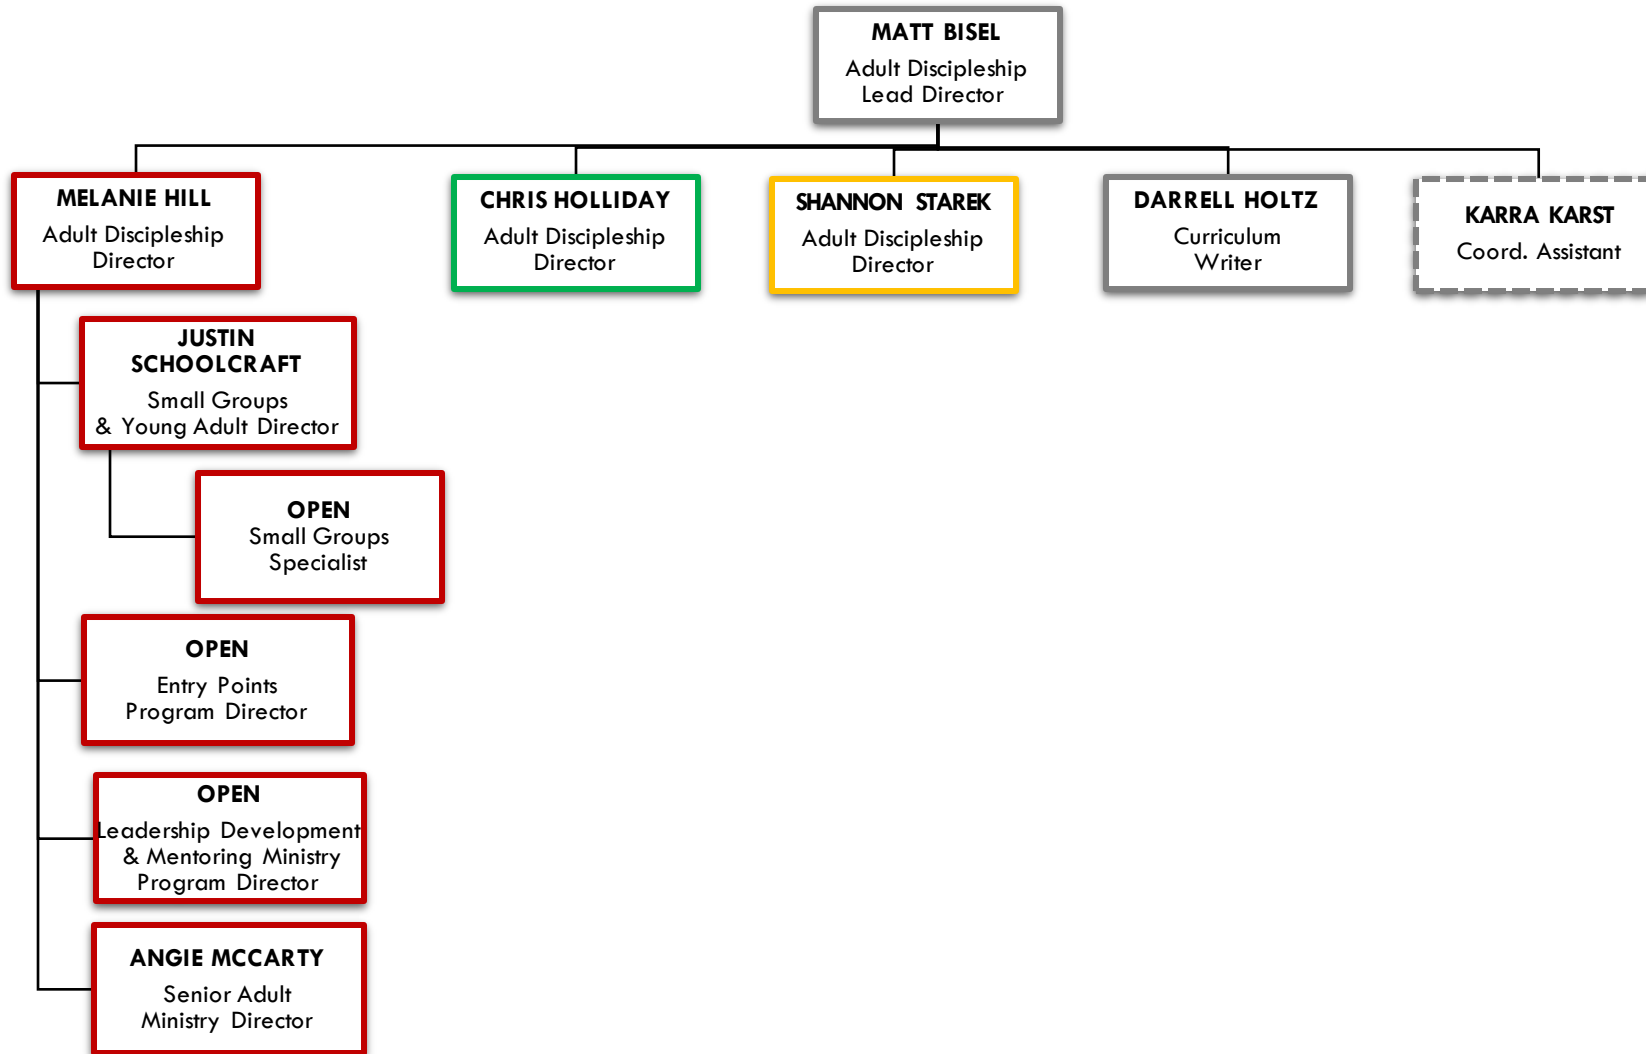 MATT BISEL
Adult Discipleship
Lead Director
MELANIE HILL
Adult Discipleship
Director
CHRIS HOLLIDAY
Adult Discipleship
Director
SHANNON STAREK
Adult Discipleship
Director
DARRELL HOLTZ
Curriculum
Writer
KARRA KARST
Coord. Assistant
JUSTIN
SCHOOLCRAFT
Small Groups
& Young Adult Director
OPEN
Small Groups
Specialist
OPEN
Entry Points
Program Director
OPEN
Leadership Development
& Mentoring Ministry
Program Director
ANGIE MCCARTY
Senior Adult
Ministry Director